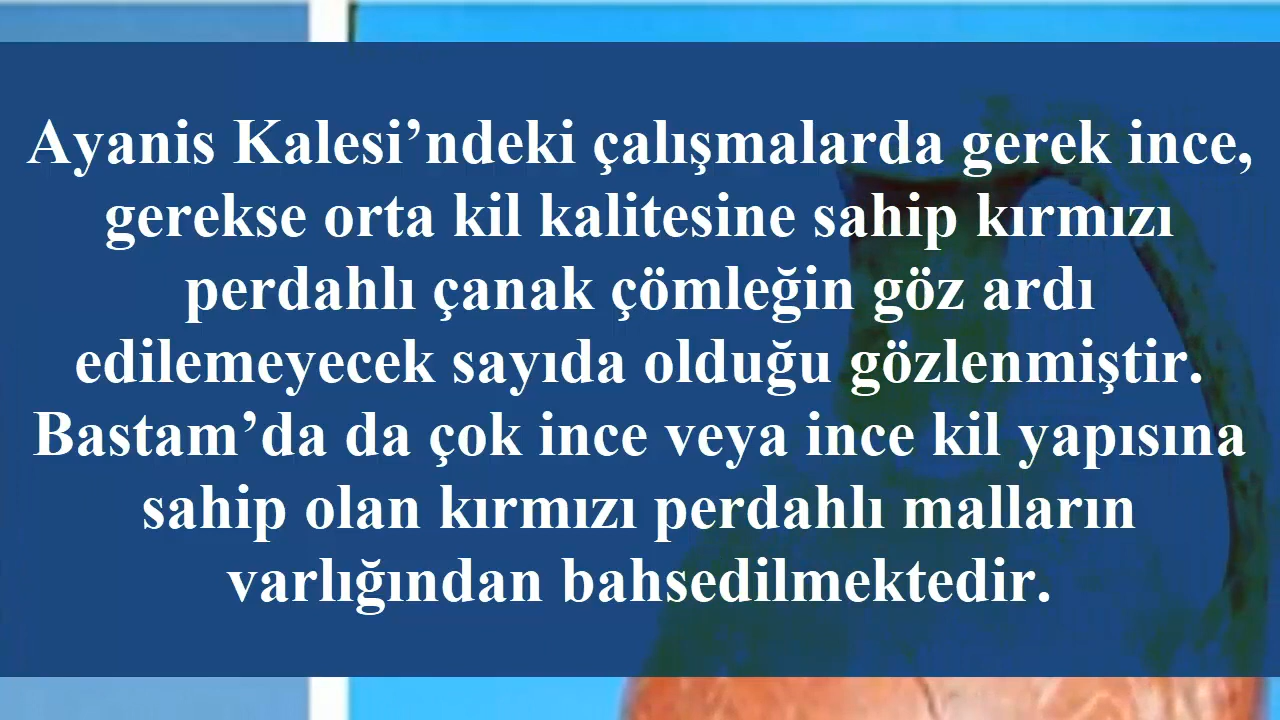 Ayanis Kalesi’ndeki çalışmalarda gerek ince,
gerekse orta kil kalitesine sahip kırmızı
perdahlı çanak çömleğin göz ardı
edilemeyecek sayıda olduğu gözlenmiştir.
Bastam’da da çok ince veya ince kil yapısına
sahip olan kırmızı perdahlı malların
varlığından bahsedilmektedir.